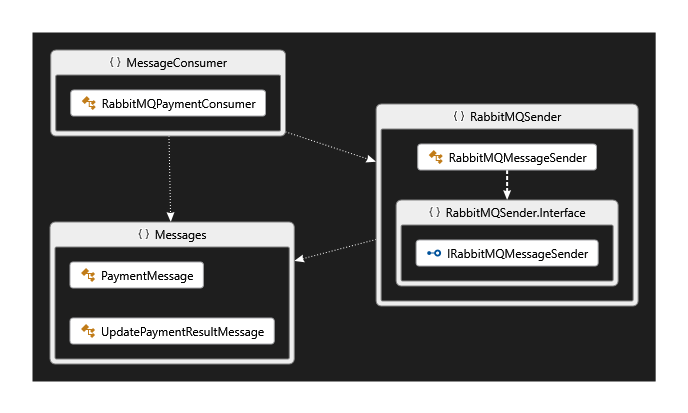 { } MessageConsumer
RabbitMQPaymentConsumer
{ } RabbitMQSender
RabbitMQMessageSender
{ } RabbitMQSender.Interface
IRabbitMQMessageSender
{ } Messages
PaymentMessage
UpdatePaymentResultMessage